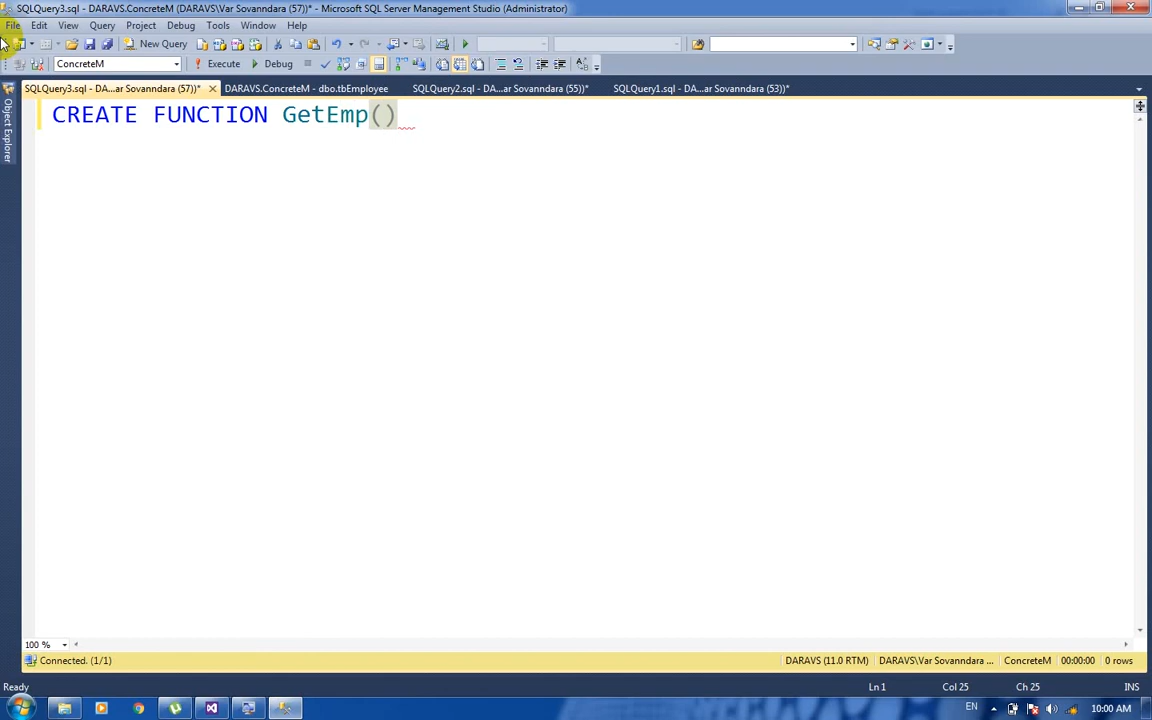 SQLQuery3.sql - DARAVS.ConcreteM (DARAVS\Var Sovanndara (57))* - Microsoft SQL Server Management Studio (Administrator)
File Edit View Query Project Debug Tools Window Help
New Query
ConcreteM Execute Debug
SQLQuery3.sql - DA...ar Sovanndara (57))* DARAVS.ConcreteM - dbo.tbEmployee SQLQuery2.sql - DA...ar Sovanndara (55))* SQLQuery1.sql - DA...ar Sovanndara (53))*
Object Explorer
CREATE FUNCTION GetEmp()
100 %
Connected. (1/1) DARAVS (11.0 RTM) DARAVS\Var Sovanndara ... ConcreteM 00:00:00 0 rows
Ready Ln 1 Col 25 Ch 25 INS
EN 10:00 AM